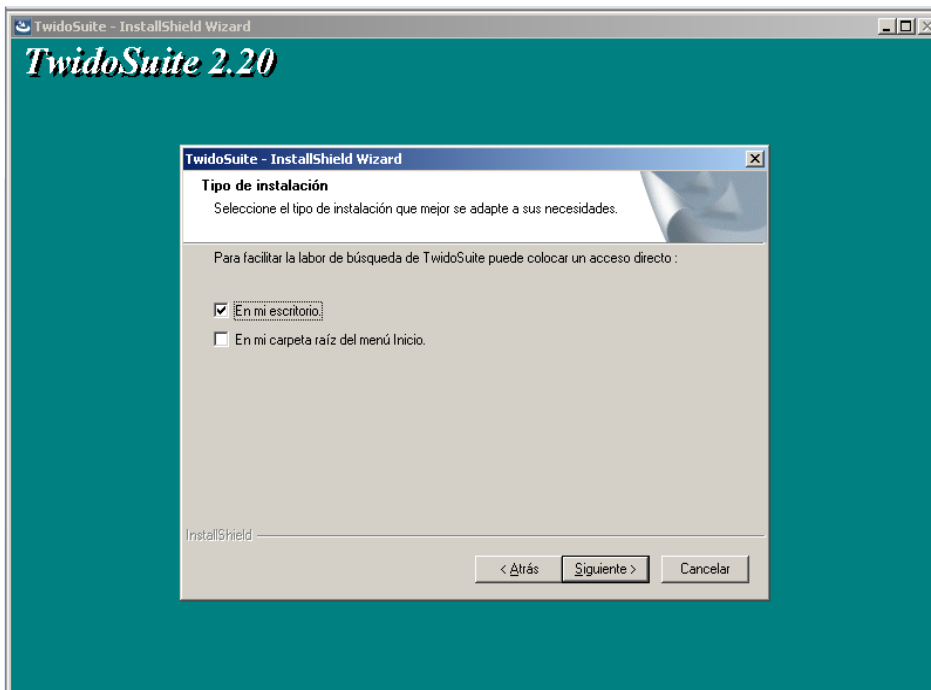 TwidoSuite - InstallShield Wizard
TwidoSuite 2.20
TwidoSuite - InstallShield Wizard
Tipo de instalación
Seleccione el tipo de instalación que mejor se adapte a sus necesidades.
Para facilitar la labor de búsqueda de TwidoSuite puede colocar un acceso directo :
En mi escritorio.
En mi carpeta raíz del menú Inicio.
InstallShield
< Atrás Siguiente > Cancelar